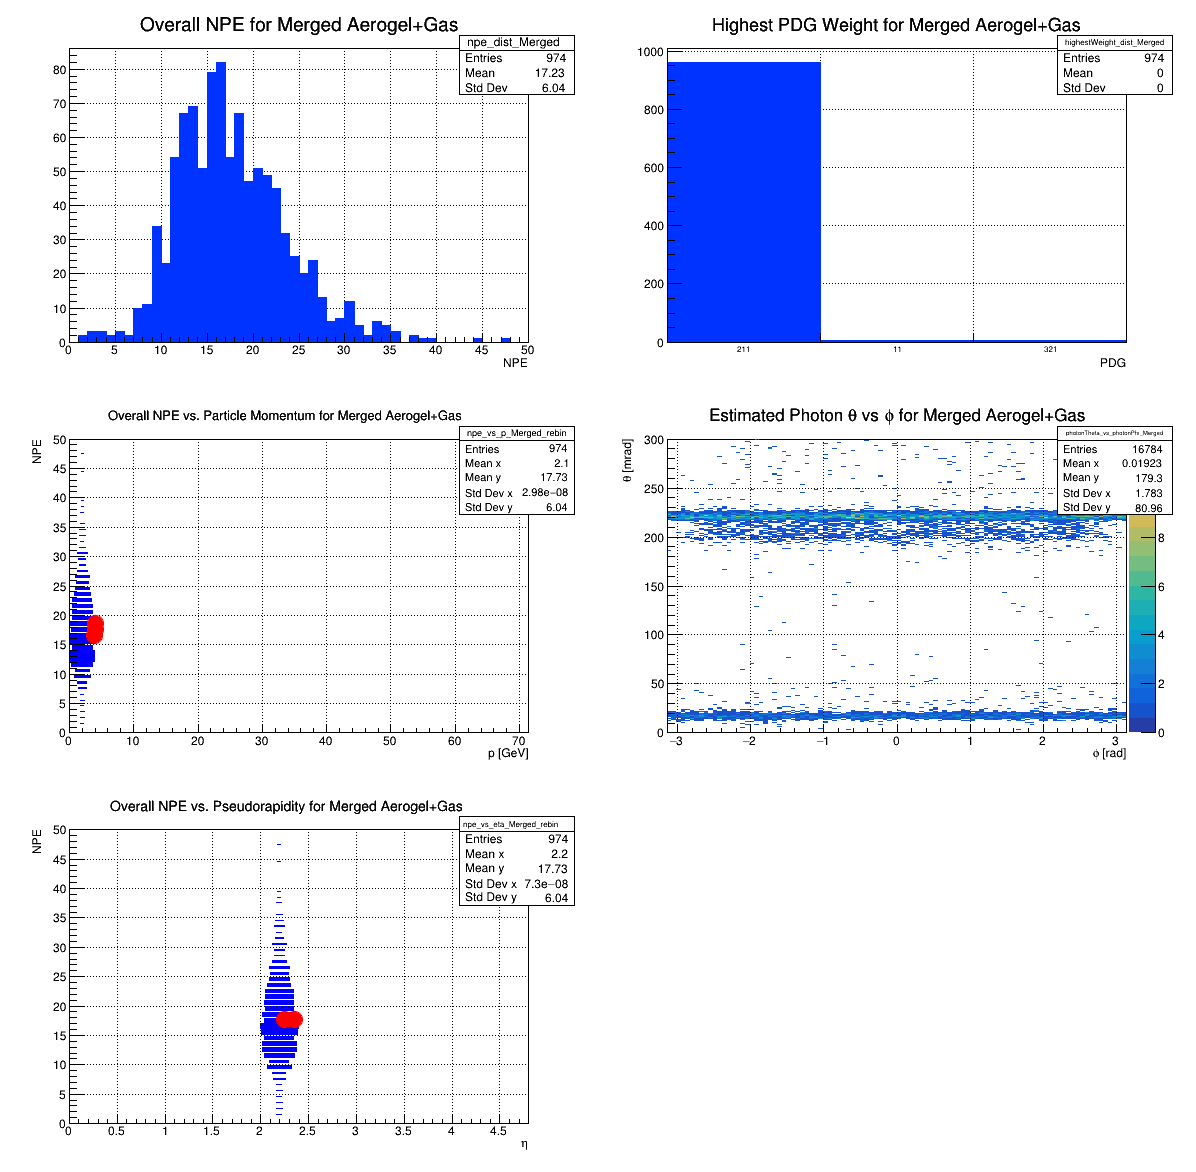 Overall NPE for Merged Aerogel+Gas
npe_dist_Merged
Entries 974
Mean 17.23
Std Dev 6.04
80
70
60
50
40
30
20
10
0
0 5 10 15 20 25 30 35 40 45 50
NPE
Highest PDG Weight for Merged Aerogel+Gas
highestWeight_dist_Merged
Entries 974
Mean 0
Std Dev 0
1000
800
600
400
200
0
211 11 321
PDG
Overall NPE vs. Particle Momentum for Merged Aerogel+Gas
npe_vs_p_Merged_rebin
Entries 974
Mean x 2.1
Mean y 17.73
Std Dev x 2.98e−08
Std Dev y 6.04
NPE
50
45
40
35
30
25
20
15
10
5
0
0 10 20 30 40 50 60 70
p [GeV]
Estimated Photon θ vs ϕ for Merged Aerogel+Gas
photonTheta_vs_photonPhi_Merged
Entries 16784
Mean x 0.01923
Mean y 179.3
Std Dev x 1.783
Std Dev y 80.96
θ [mrad]
300
250
200
150
100
50
0
8
6
4
2
0
−3 −2 −1 0 1 2 3
ϕ [rad]
Overall NPE vs. Pseudorapidity for Merged Aerogel+Gas
npe_vs_eta_Merged_rebin
Entries 974
Mean x 2.2
Mean y 17.73
Std Dev x 7.3e−08
Std Dev y 6.04
NPE
50
45
40
35
30
25
20
15
10
5
0
0 0.5 1 1.5 2 2.5 3 3.5 4 4.5
η